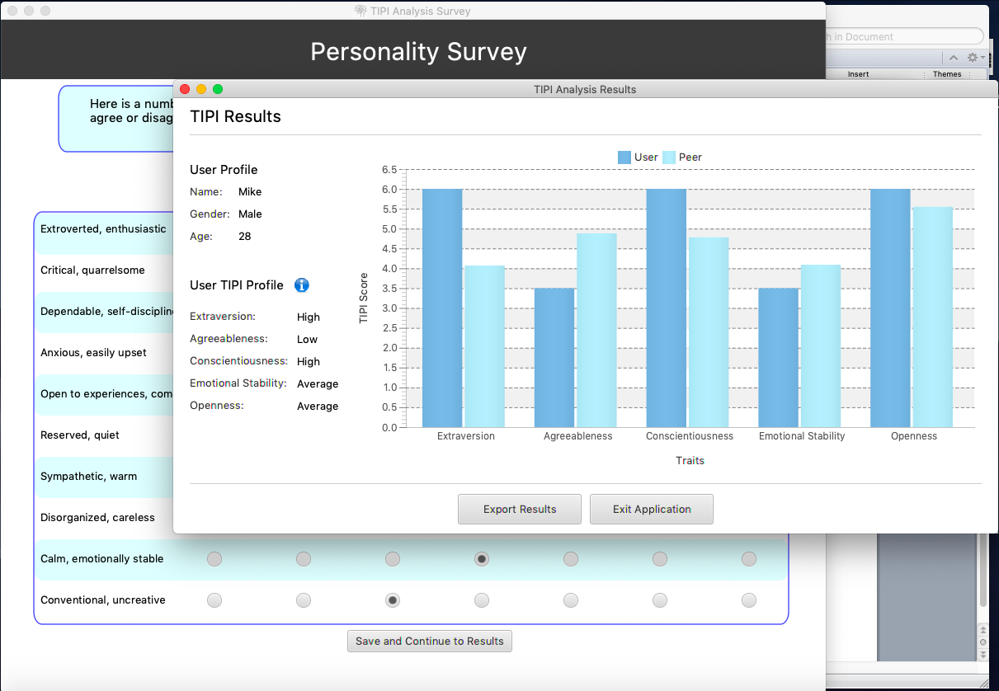 TIPI Analysis Survey
Personality Survey
h in Document
Insert
Themes
Here is a numb
agree or disag
TIPI Analysis Results
TIPI Results
User Profile
Name: Mike
Gender: Male
Age: 28
User TIPI Profile
Extraversion: High
Agreeableness: Low
Conscientiousness: High
Emotional Stability: Average
Openness: Average
User Peer
TIPI Score
6.5
6.0
5.5
5.0
4.5
4.0
3.5
3.0
2.5
2.0
1.5
1.0
0.5
0.0
Extraversion Agreeableness Conscientiousness Emotional Stability Openness
Traits
Export Results
Exit Application
Extroverted, enthusiastic
Critical, quarrelsome
Dependable, self-discipline
Anxious, easily upset
Open to experiences, com
Reserved, quiet
Sympathetic, warm
Disorganized, careless
Calm, emotionally stable
Conventional, uncreative
Save and Continue to Results